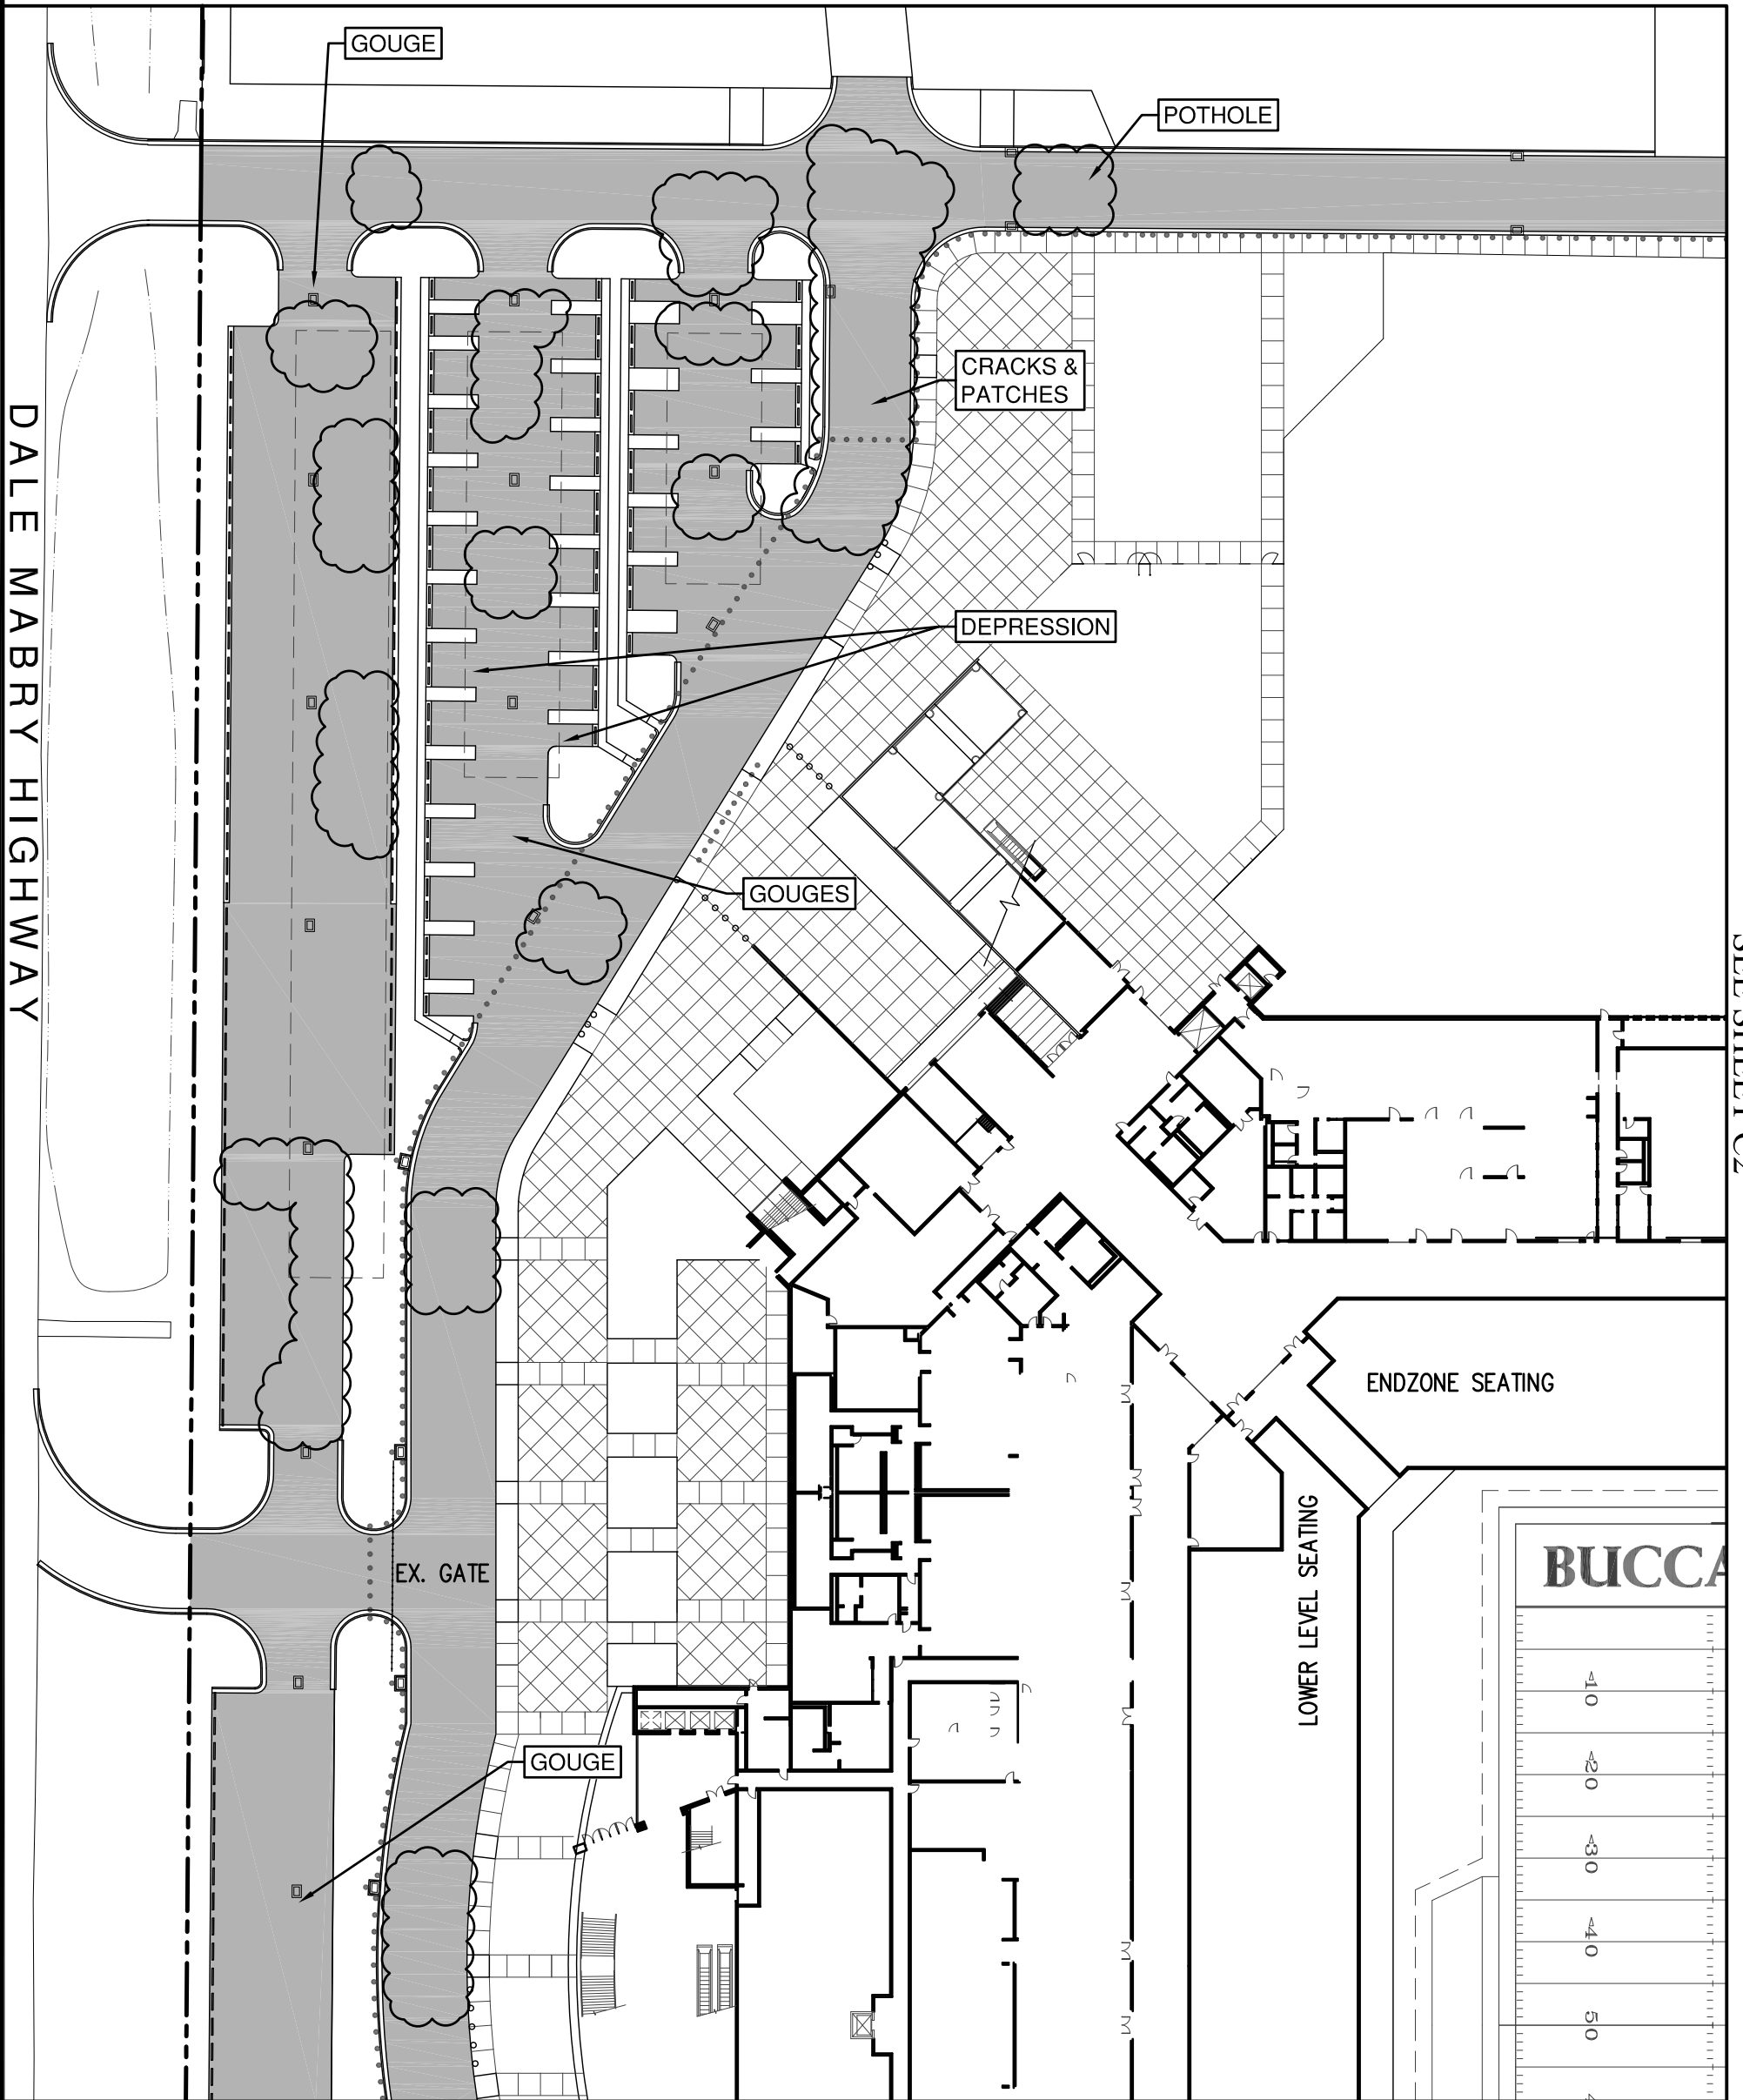 GOUGE
POTHOLE
CRACKS &
PATCHES
DEPRESSION
GOUGES
DALE MABRY HIGHWAY
ENDZONE SEATING
LOWER LEVEL SEATING
EX. GATE
GOUGE
10
20
30
40
50